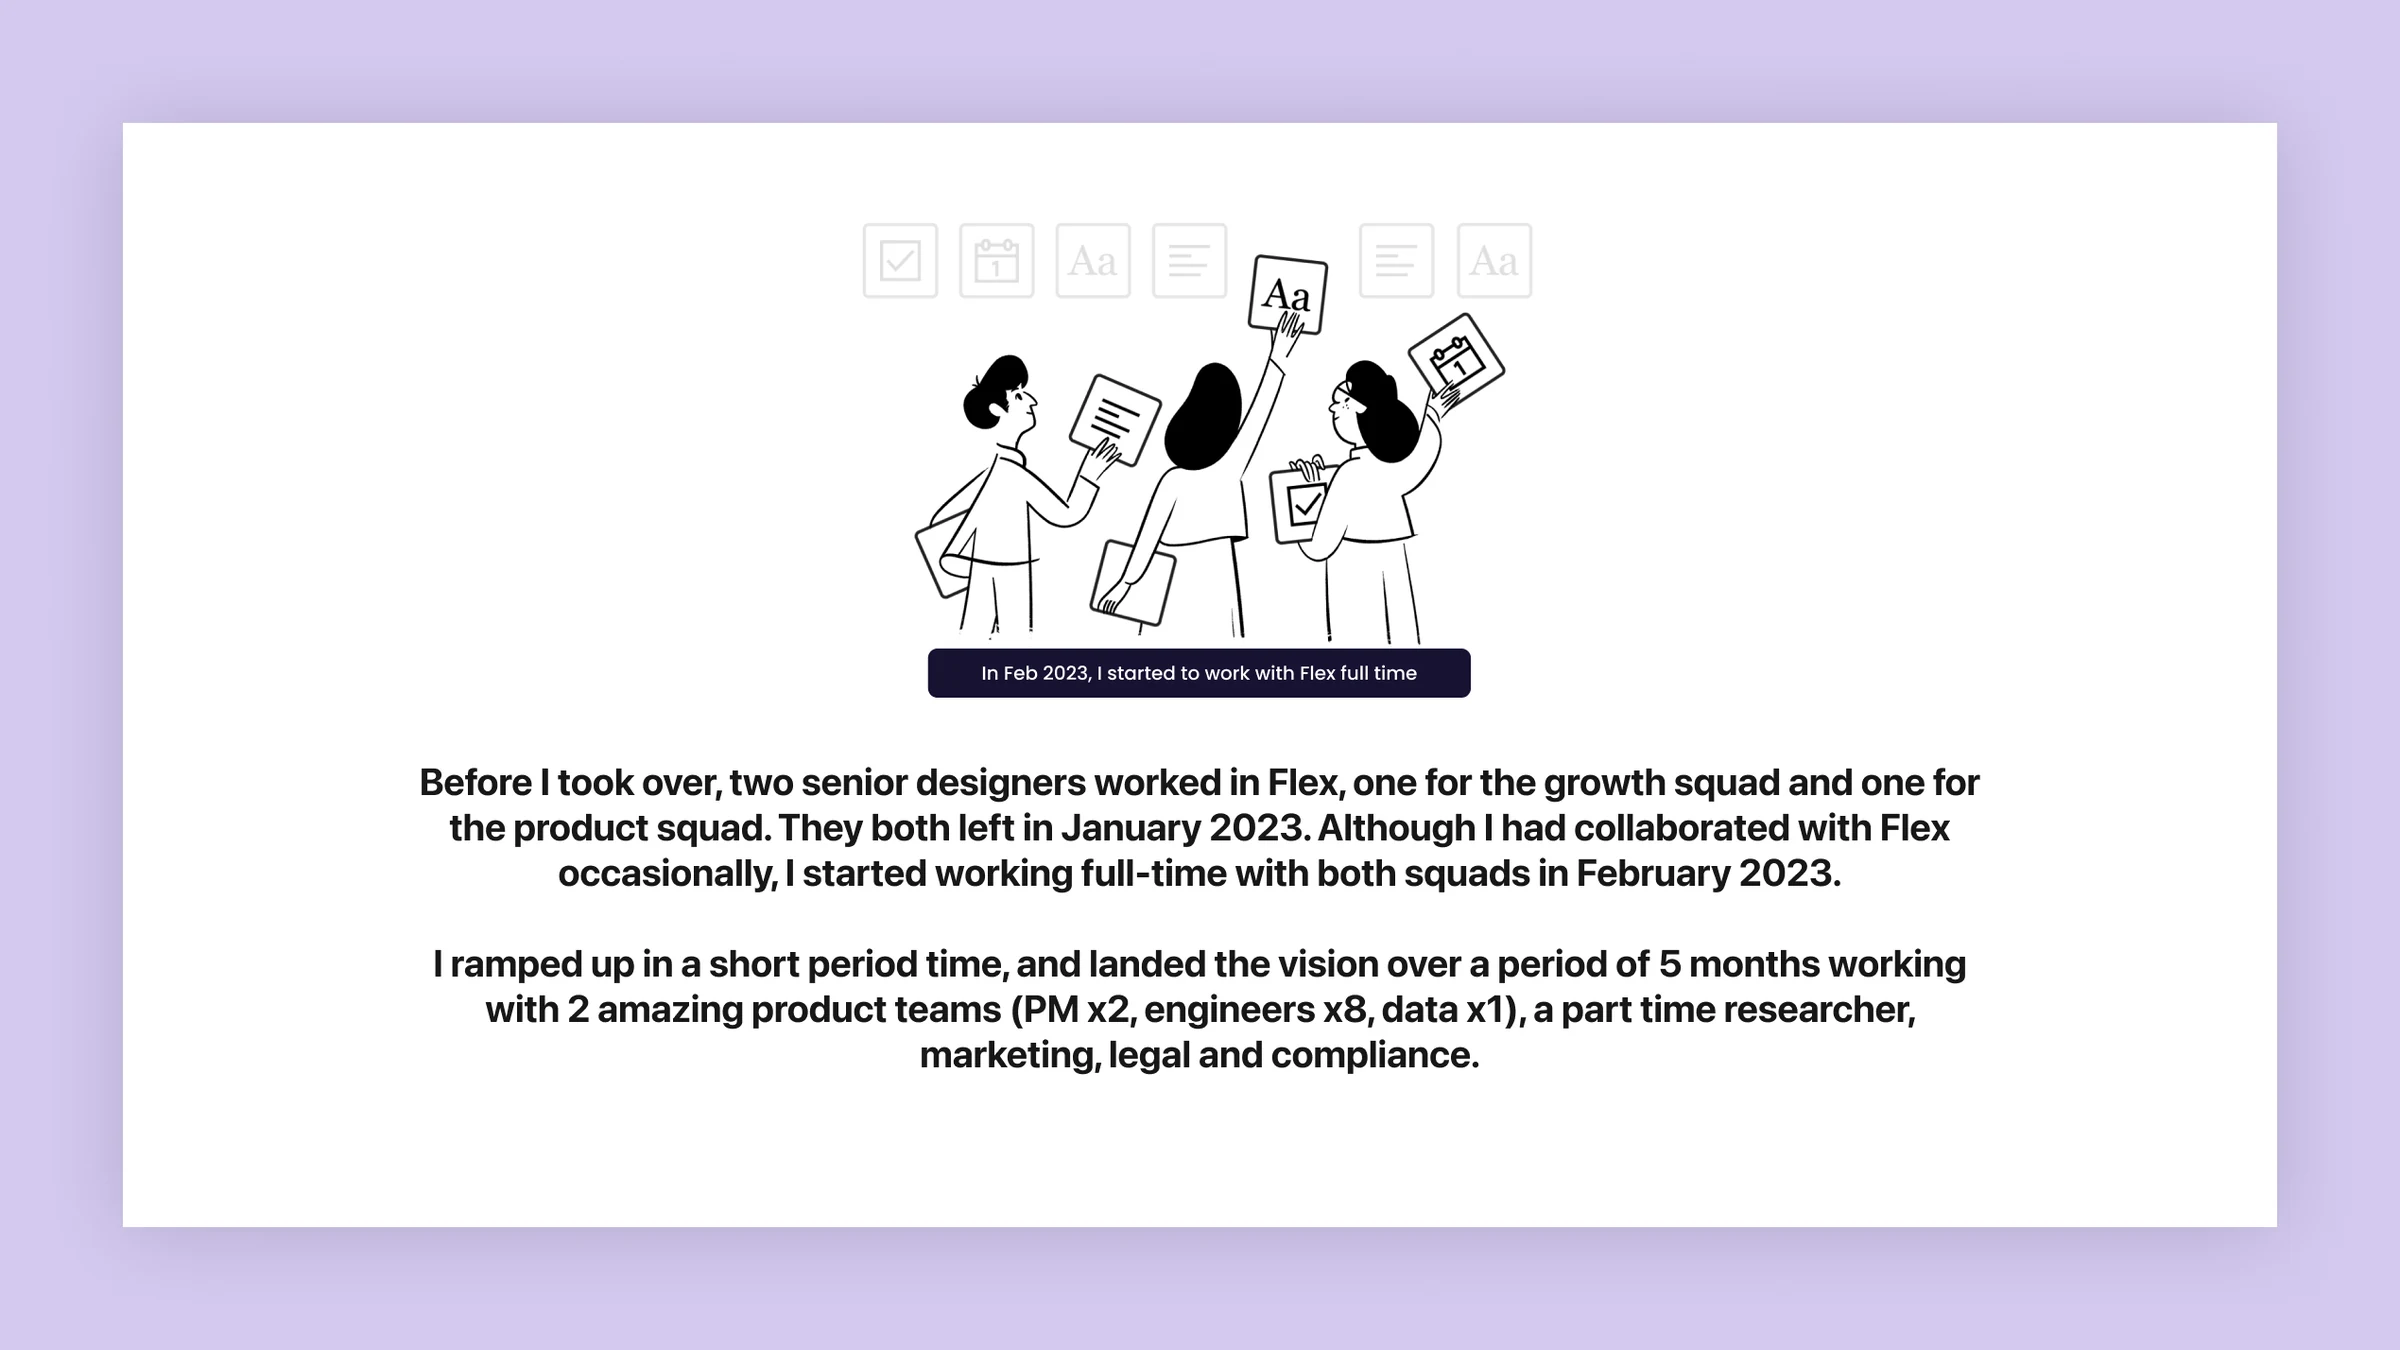 1 Aa Aa
Aa
1
In Feb 2023, I started to work with Flex full time
Before I took over, two senior designers worked in Flex, one for the growth squad and one for
the product squad. They both left in January 2023. Although I had collaborated with Flex
occasionally, I started working full-time with both squads in February 2023.
I ramped up in a short period time, and landed the vision over a period of 5 months working
with 2 amazing product teams (PM x2, engineers x8, data x1), a part time researcher,
marketing, legal and compliance.